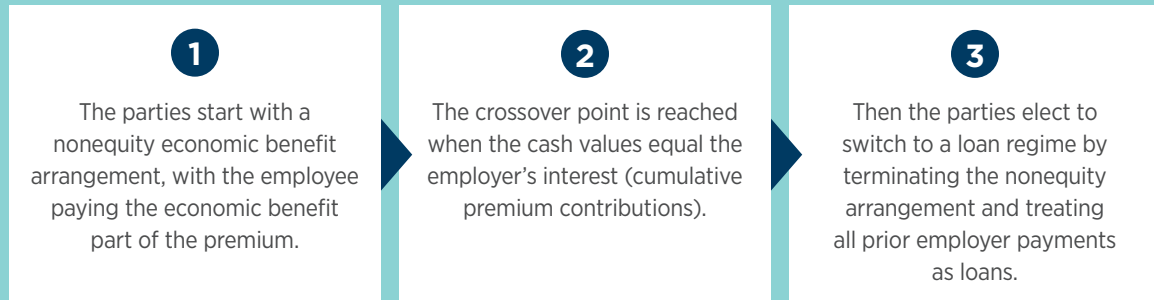 1
The parties start with a
nonequity economic benefit
arrangement, with the employee
paying the economic benefit
part of the premium.
2
The crossover point is reached
when the cash values equal the
employer's interest (cumulative
premium contributions).
3
Then the parties elect to
switch to a loan regime by
terminating the nonequity
arrangement and treating
all prior employer payments
as loans.